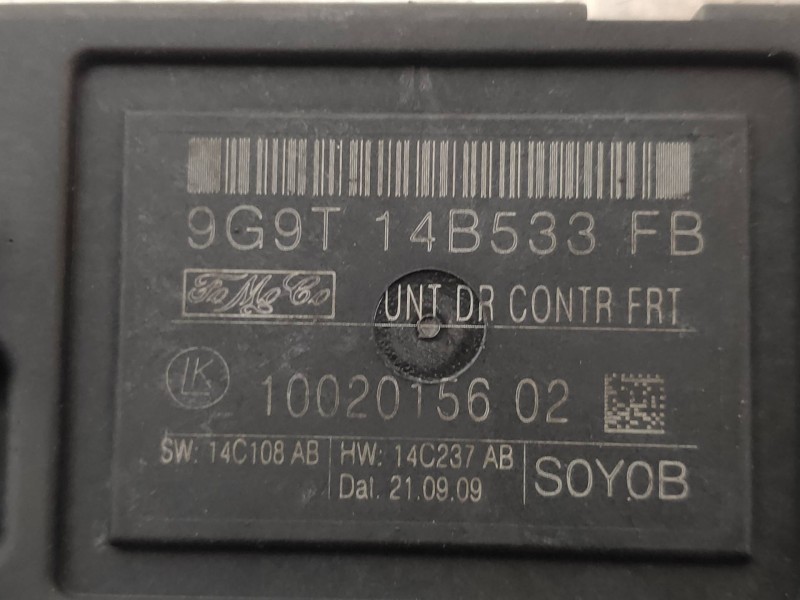 9G9T 14B533 FB
FoMoCo UNT DR CONTR FRT
LK 10020156 02
SW: 14C108 AB HW: 14C237 AB
Dat. 21.09.09 SOYOB